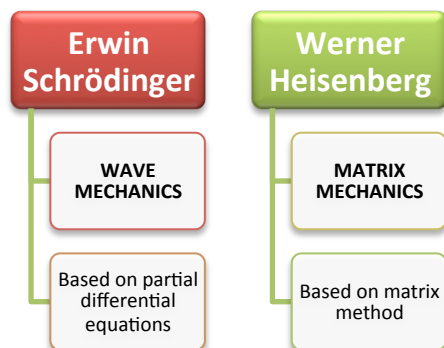 Erwin
Schrödinger
WAVE
MECHANICS
Based on partial
differential
equations
Werner
Heisenberg
MATRIX
MECHANICS
Based on matrix
method